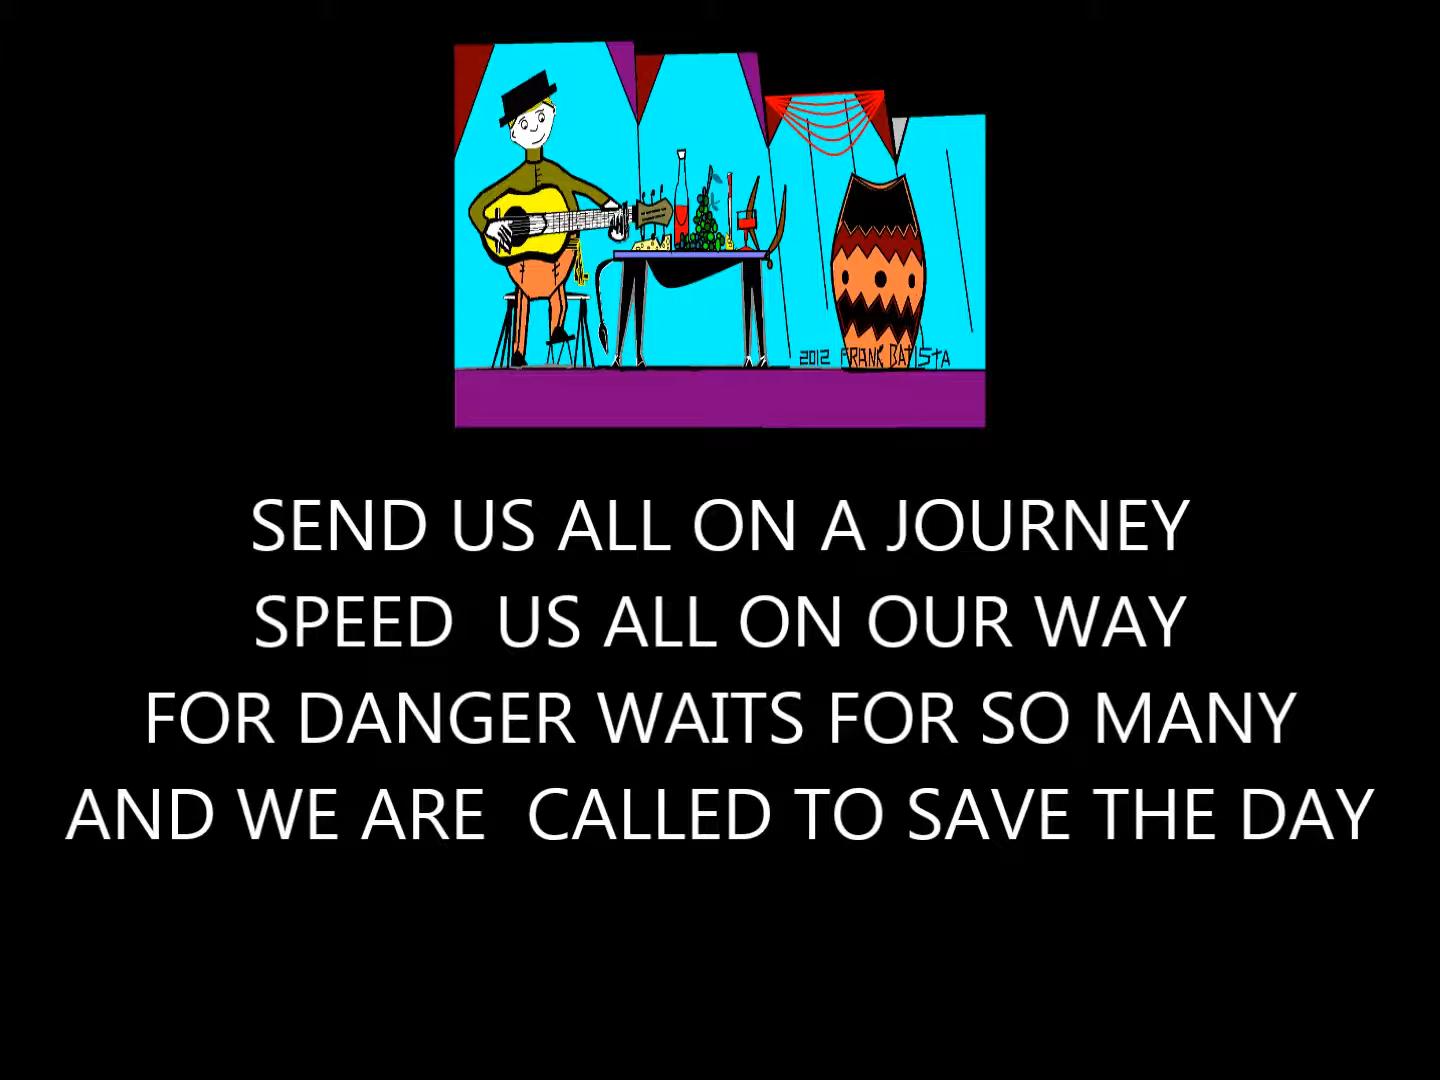 2012 FRANK BATISTA
SEND US ALL ON A JOURNEY
SPEED  US ALL ON OUR WAY
FOR DANGER WAITS FOR SO MANY
AND WE ARE  CALLED TO SAVE THE DAY